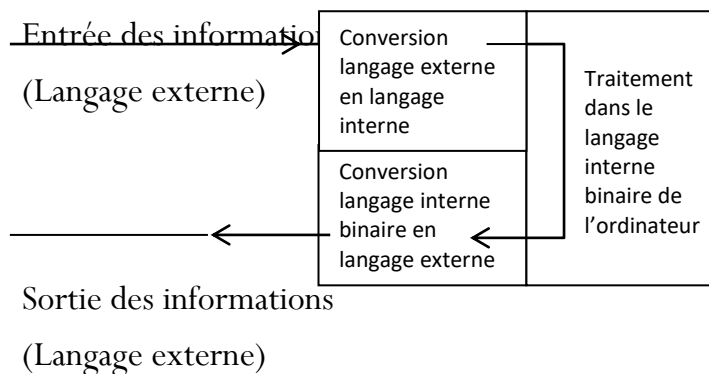 Entrée des information
(Langage externe)
Conversion
langage externe
en langage
interne
Traitement
dans le
langage
interne
binaire de
l’ordinateur
Conversion
langage interne
binaire en
langage externe
Sortie des informations
(Langage externe)